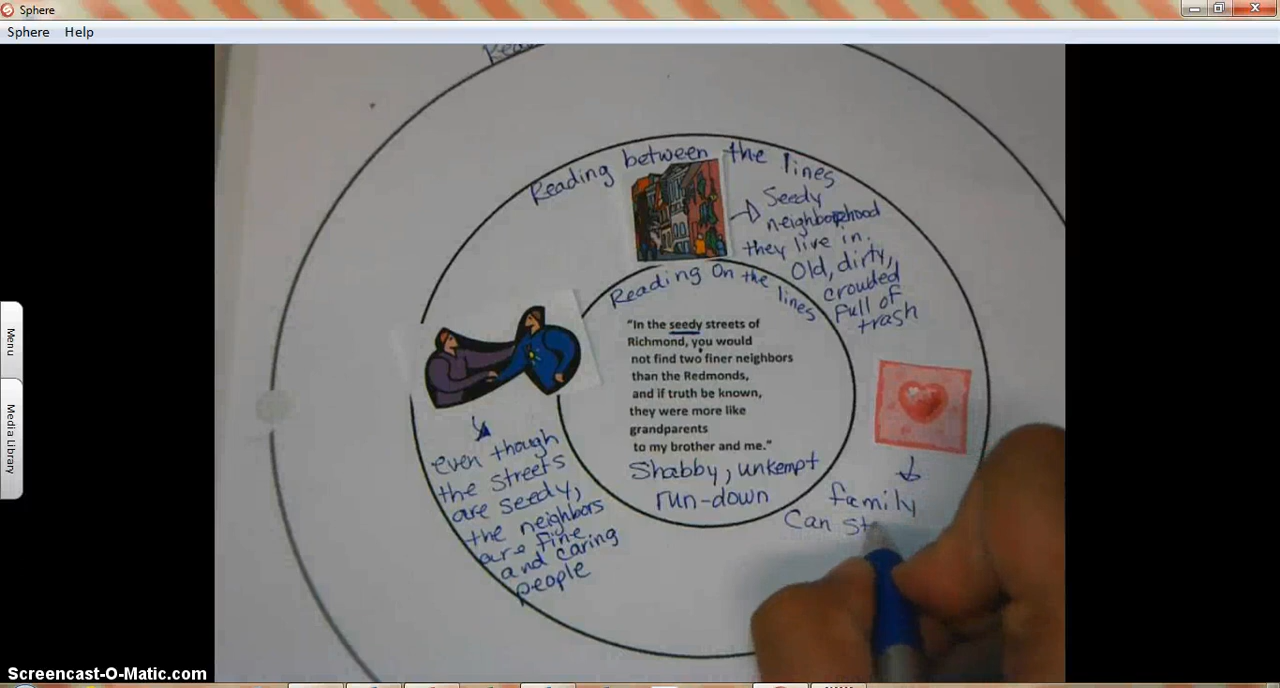 Sphere
Sphere Help
Reading between the lines
Seedy
neighborhood
they live in.
Old, dirty,
crowded
full of
trash
Reading On the lines
"In the seedy streets of
Richmond, you would
not find two finer neighbors
than the Redmonds,
and if truth be known,
they were more like
grandparents
to my brother and me."
Shabby, unkempt
run-down
even though
the streets
are seedy,
the neighbors
are fine
and caring
people
family
Can st
Menu
Media Library
Screencast-O-Matic.com